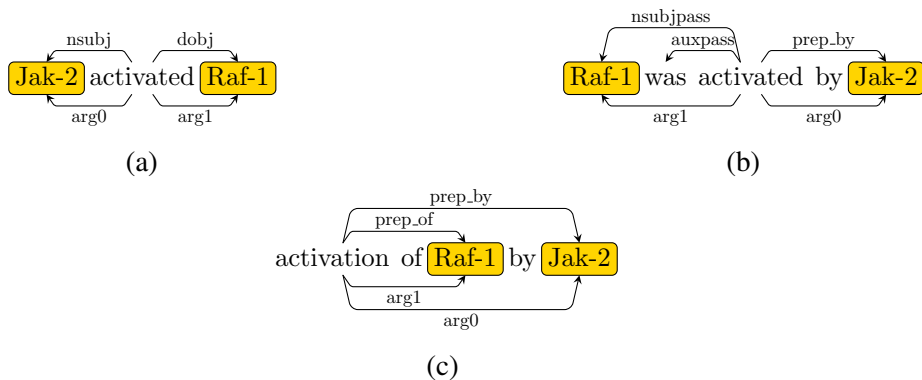 nsubj dobj
Jak-2 activated Raf-1
arg0 arg1
(a)
nsubjpass
auxpass prep_by
Raf-1 was activated by Jak-2
arg1 arg0
(b)
prep_by
prep_of
activation of Raf-1 by Jak-2
arg1
arg0
(c)